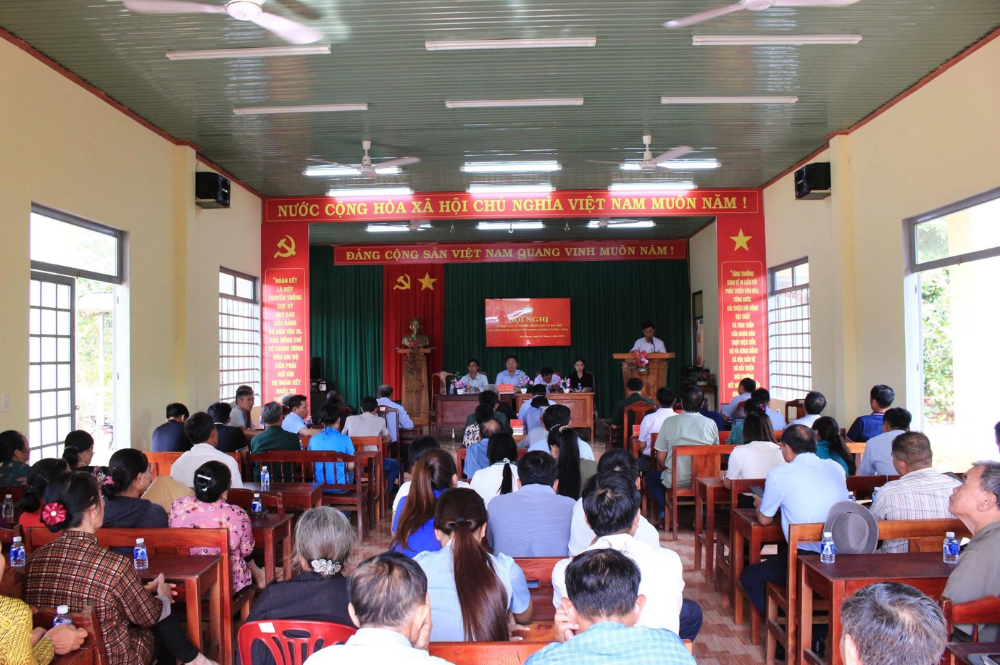 NƯỚC CỘNG HÒA XÃ HỘI CHỦ NGHĨA VIỆT NAM MUÔN NĂM !
ĐẢNG CỘNG SẢN VIỆT NAM QUANG VINH MUÔN NĂM !
"ĐOÀN KẾT
LÀ MỘT
TRUYỀN THỐNG
CỰC KỲ
QUÝ BÁU
CỦA ĐẢNG
VÀ DÂN TỘC TA.
CÁC ĐỒNG CHÍ
TỪ TRUNG ƯƠNG
ĐẾN CHI BỘ
CẦN PHẢI
GIỮ GÌN
SỰ ĐOÀN KẾT
NHẤT TRÍ
HỘI NGHỊ
"TĂNG TRƯỞNG
KINH TẾ ĐI LIỀN VỚI
PHÁT TRIỂN VĂN HÓA;
TỪNG BƯỚC
CẢI THIỆN ĐỜI SỐNG
VẬT CHẤT
VÀ TINH THẦN
CỦA NHÂN DÂN
THỰC HIỆN TIẾN
BỘ VÀ CÔNG BẰNG
XÃ HỘI; BẢO VỆ
VÀ CẢI THIỆN
MÔI TRƯỜNG